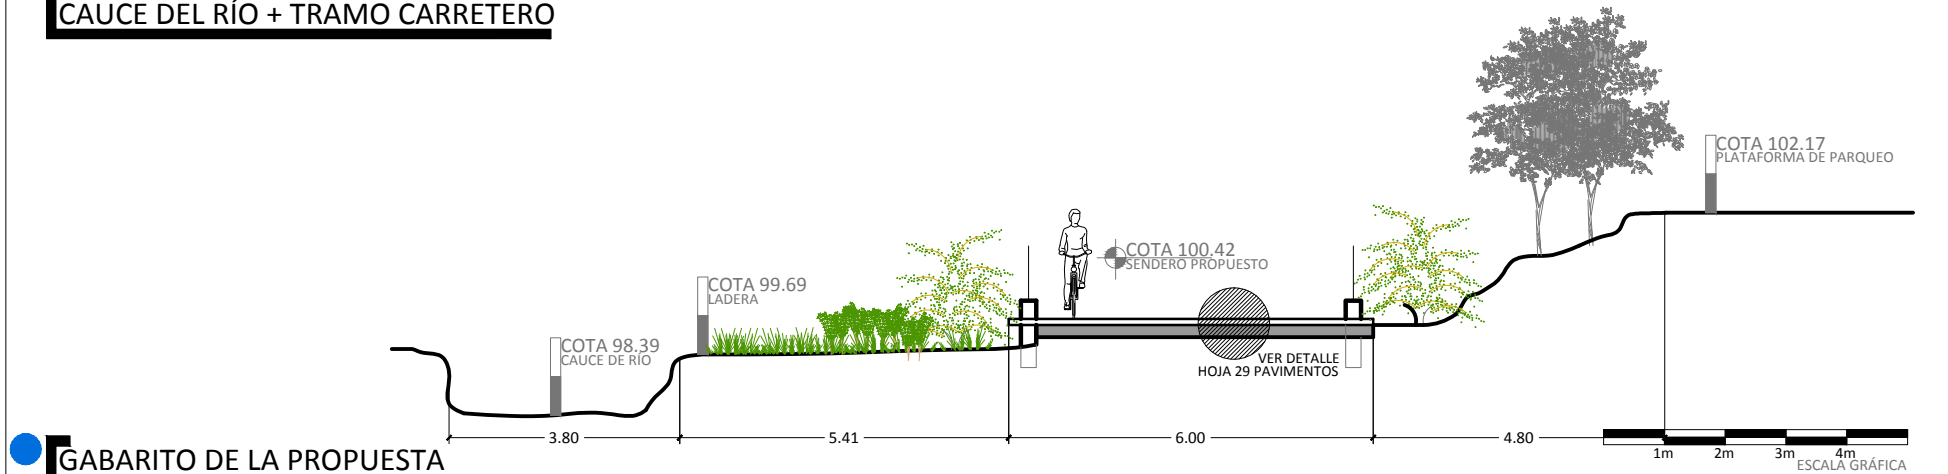 CAUCE DEL RÍO + TRAMO CARRETERO
COTA 102.17
PLATAFORMA DE PARQUEO
COTA 100.42
SENDERO PROPUESTO
COTA 99.69
LADERA
COTA 98.39
CAUCE DE RÍO
VER DETALLE
HOJA 29 PAVIMENTOS
3.80 5.41 6.00 4.80
1m 2m 3m 4m
ESCALA GRÁFICA
GABARITO DE LA PROPUESTA